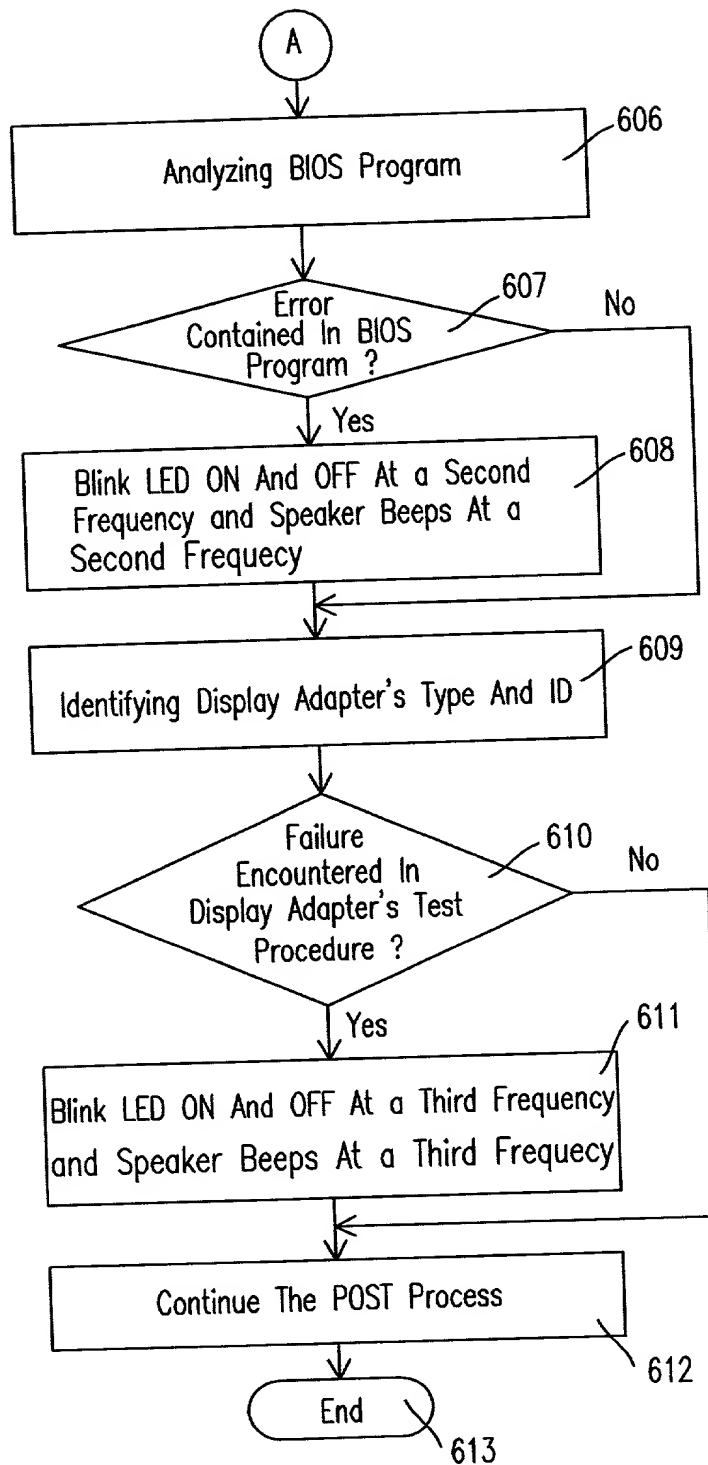 A
606
Analyzing BIOS Program
607
No
Error
Contained In BIOS
Program ?
Yes
608
Blink LED ON And OFF At a Second
Frequency and Speaker Beeps At a
Second Frequecy
609
Identifying Display Adapter's Type And ID
610
No
Failure
Encountered In
Display Adapter's Test
Procedure ?
Yes
611
Blink LED ON And OFF At a Third Frequency
and Speaker Beeps At a Third Frequecy
Continue The POST Process
612
End
613